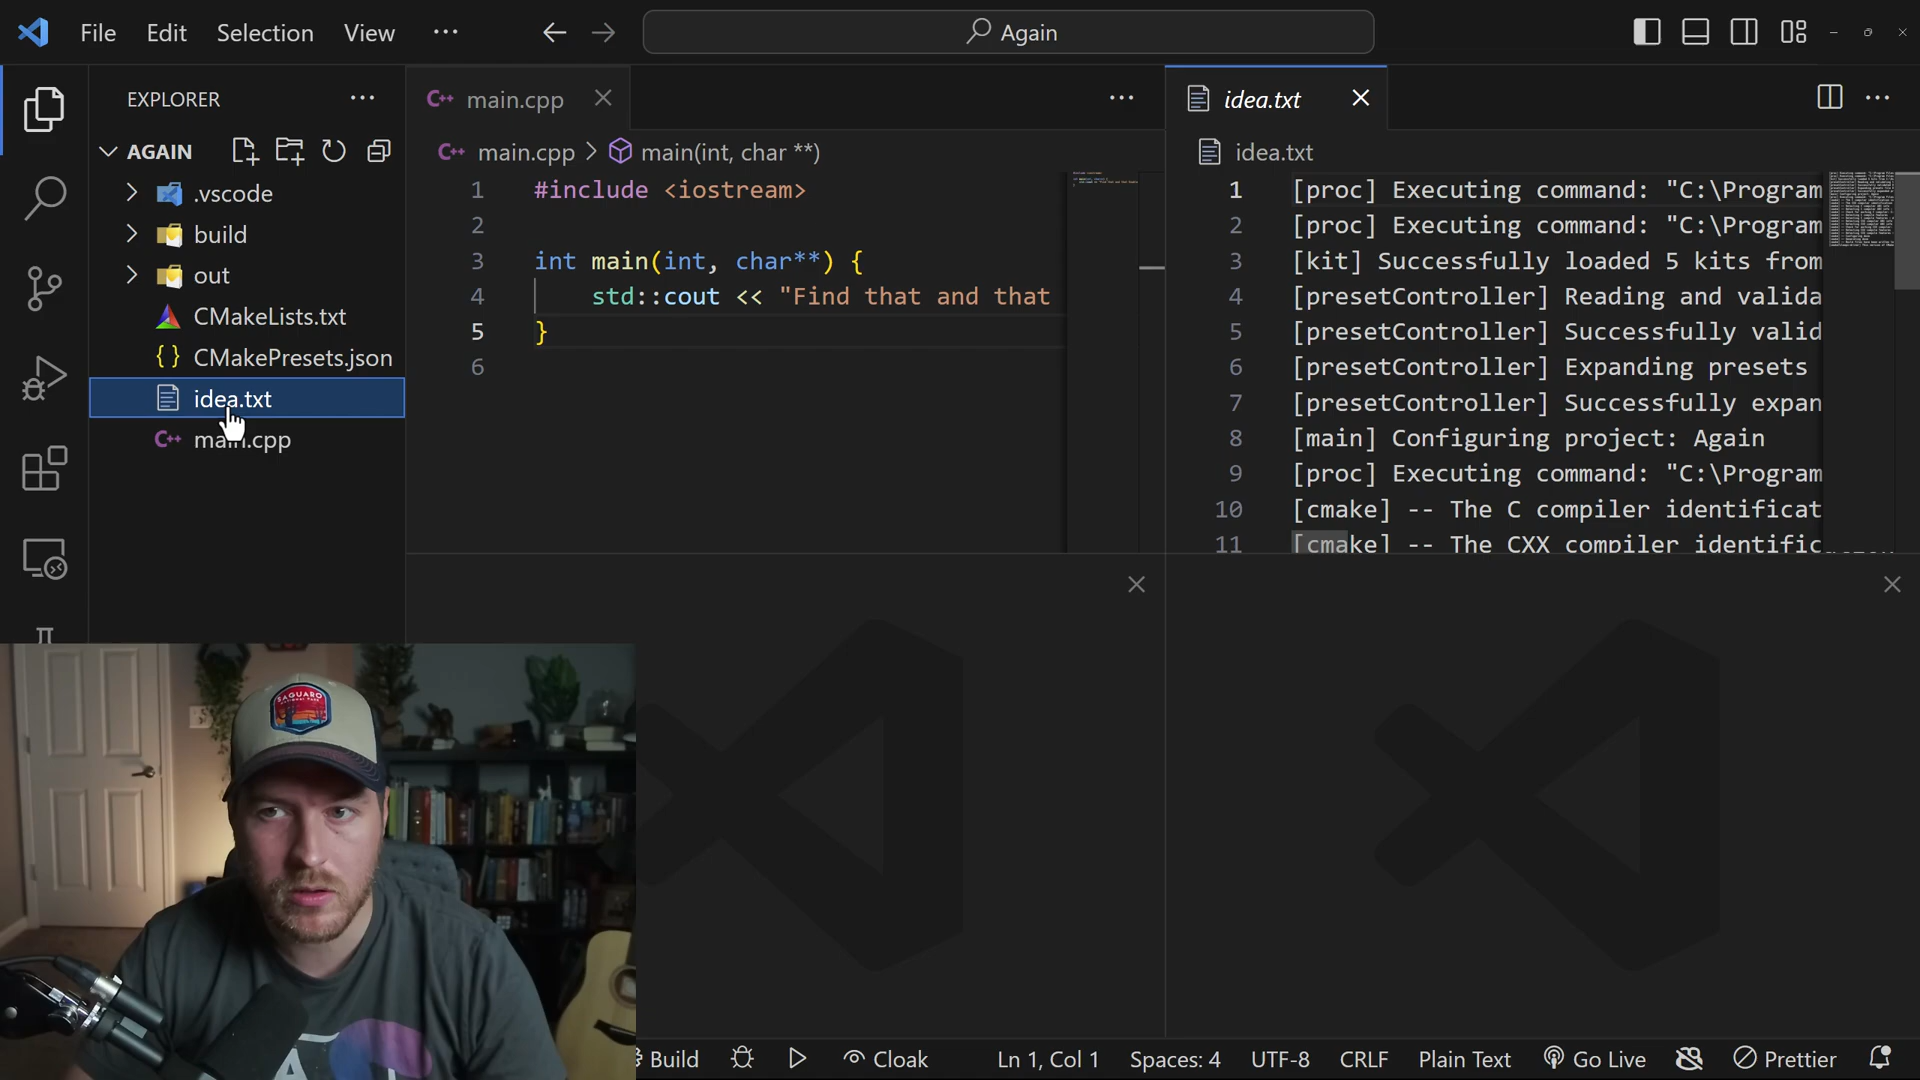 File Edit Selection View ··· Again
EXPLORER ···
AGAIN
.vscode
build
out
CMakeLists.txt
CMakePresets.json
idea.txt
main.cpp
main.cpp ···
main.cpp > main(int, char **)
1 #include <iostream>
2
3 int main(int, char**) {
4 std::cout << "Find that and that
5 }
6
idea.txt ···
idea.txt
1 [proc] Executing command: "C:\Program
2 [proc] Executing command: "C:\Program
3 [kit] Successfully loaded 5 kits from
4 [presetController] Reading and valida
5 [presetController] Successfully valid
6 [presetController] Expanding presets
7 [presetController] Successfully expan
8 [main] Configuring project: Again
9 [proc] Executing command: "C:\Program
10 [cmake] -- The C compiler identificat
11 [cmake] -- The CXX compiler identific
SAGUARO
Build Cloak Ln 1, Col 1 Spaces: 4 UTF-8 CRLF Plain Text Go Live Prettier